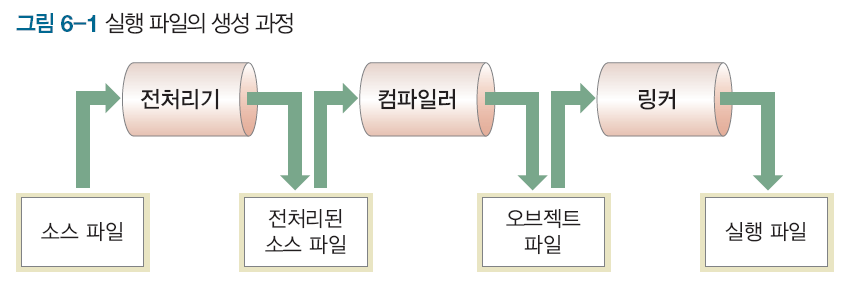 그림 6-1 실행 파일의 생성 과정
전처리기
컴파일러
링커
소스 파일
전처리된
소스 파일
오브젝트
파일
실행 파일